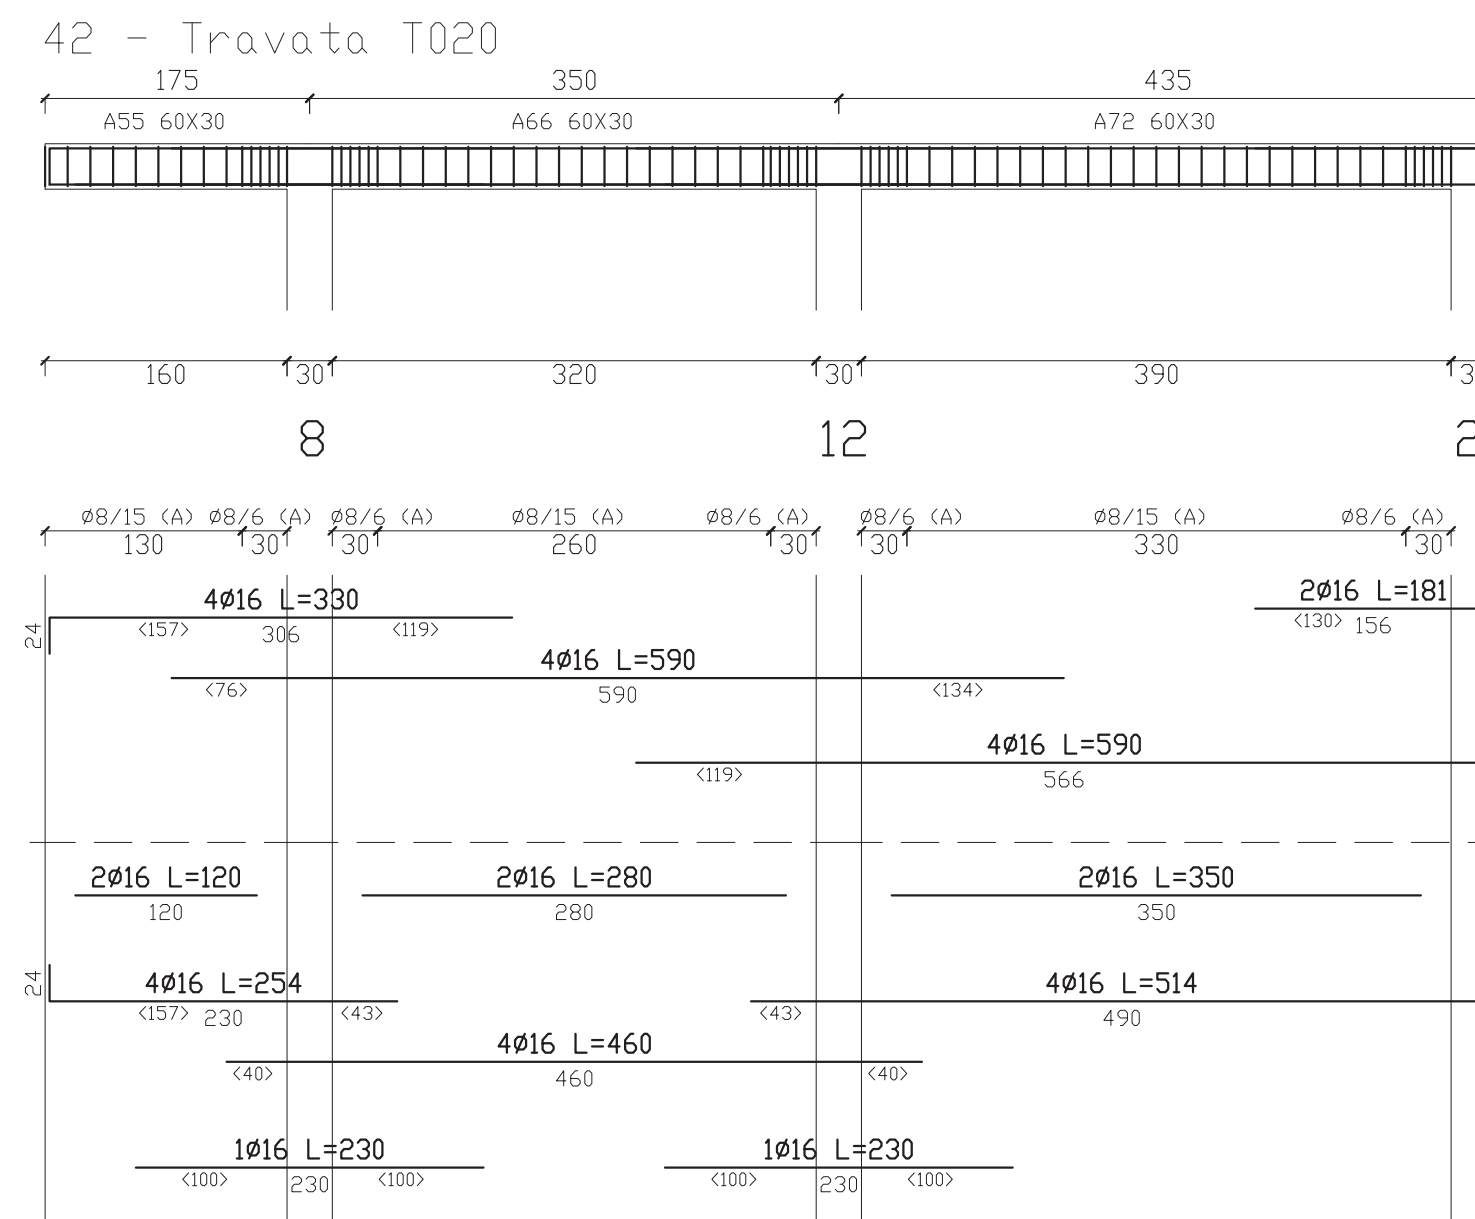 42 - Travata T020
175 350 435
A55 60X30 A66 60X30 A72 60X30
160 30 320 30 390
8 12 2
Ø8/15 (A) Ø8/6 (A) Ø8/6 (A) Ø8/15 (A) Ø8/6 (A) Ø8/6 (A) Ø8/15 (A) Ø8/6 (A)
130 30 30 260 30 30 330 30
4Ø16 L=330 2Ø16 L=181
24 <157> 306 <119> <130> 156
4Ø16 L=590
<76> 590 <134>
4Ø16 L=590
<119> 566
2Ø16 L=120 2Ø16 L=280 2Ø16 L=350
120 280 350
24 4Ø16 L=254 4Ø16 L=514
<157> 230 <43> <43> 490
4Ø16 L=460
<40> 460 <40>
1Ø16 L=230 1Ø16 L=230
<100> 230 <100> <100> 230 <100>